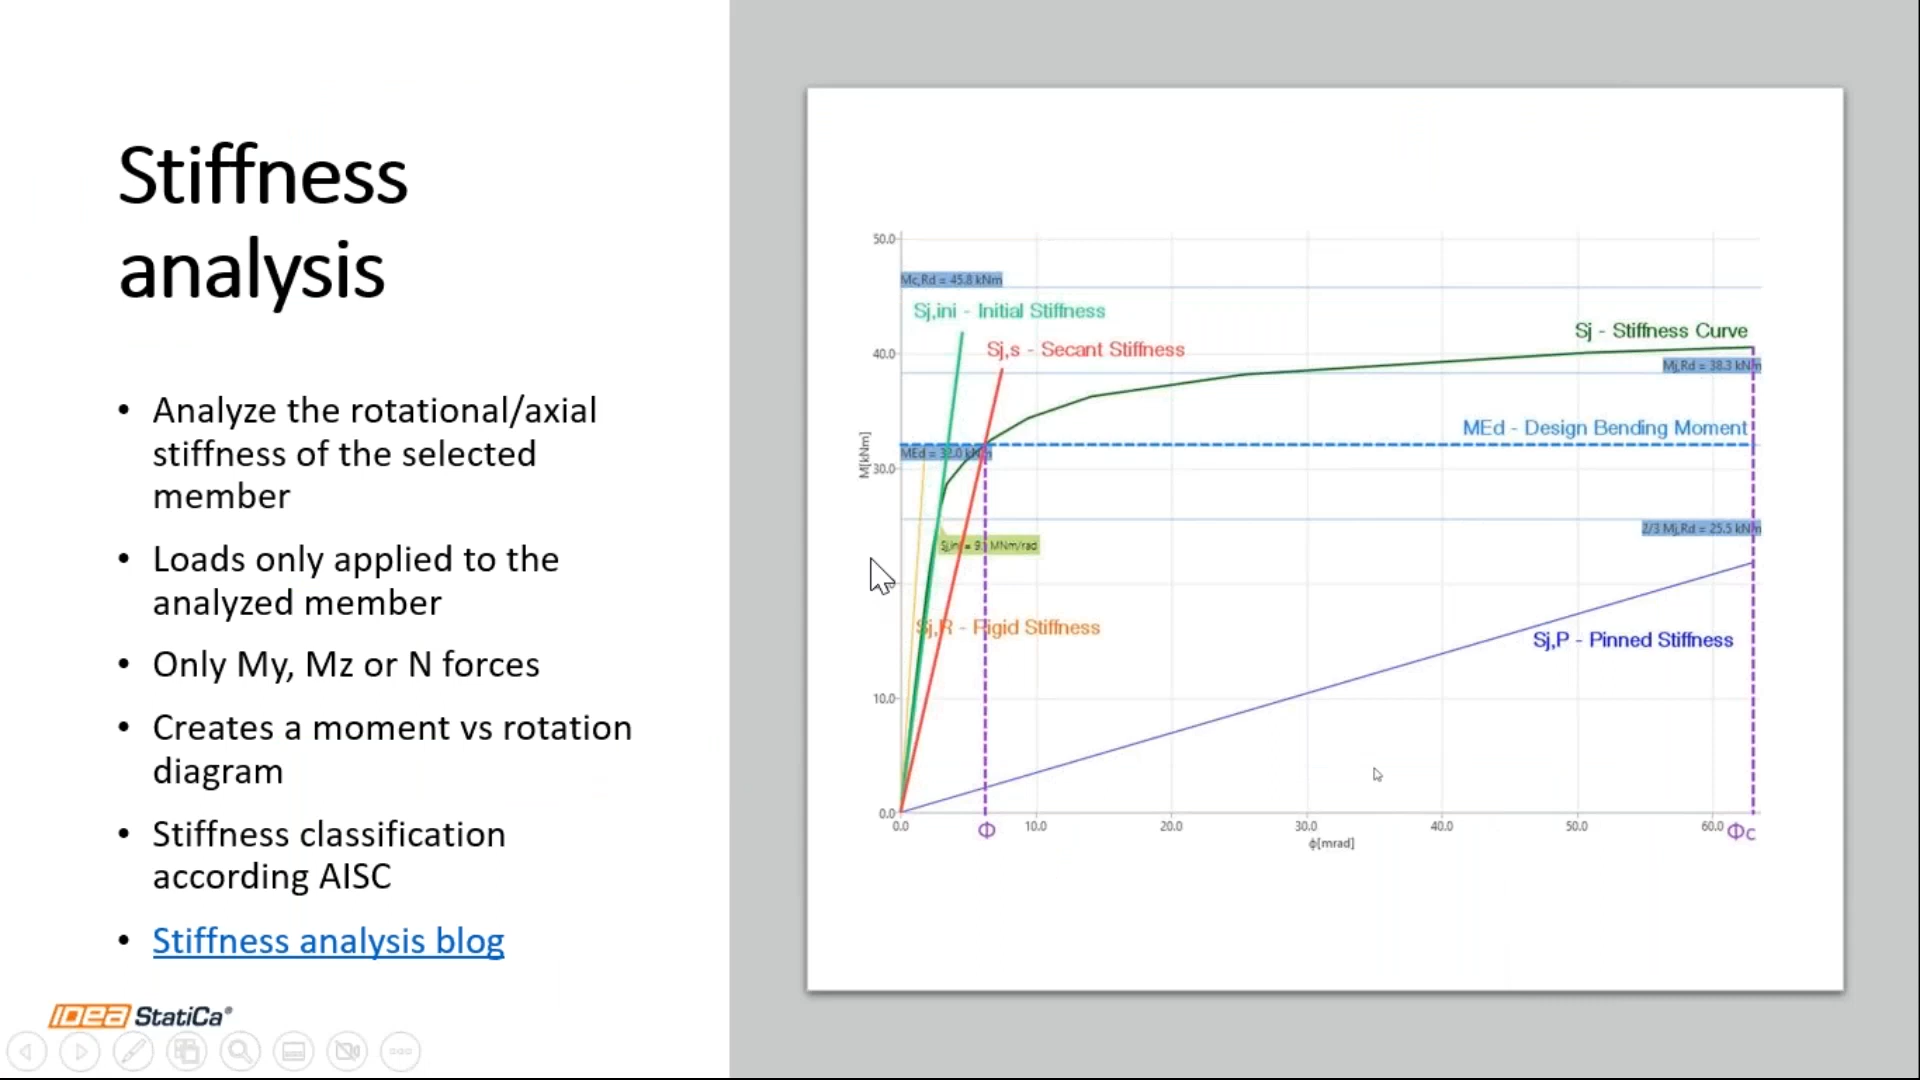 Stiffness
analysis
• Analyze the rotational/axial
stiffness of the selected
member
• Loads only applied to the
analyzed member
• Only My, Mz or N forces
• Creates a moment vs rotation
diagram
• Stiffness classification
according AISC
• Stiffness analysis blog
IDEA StatiCa®
50.0
Mc,Rd = 45.8 kNm
Sj,ini - Initial Stiffness
Sj - Stiffness Curve
Sj,s - Secant Stiffness
40.0
Mj,Rd = 38.3 kNm
MEd - Design Bending Moment
MEd = 32.0 kNm
M[kNm]
30.0
2/3 Mj,Rd = 25.5 kNm
MNm/rad
Sj,R - Rigid Stiffness
Sj,P - Pinned Stiffness
10.0
0.0
0.0 Φ 10.0 20.0 30.0 40.0 50.0 60.0 Φc
ϕ[mrad]